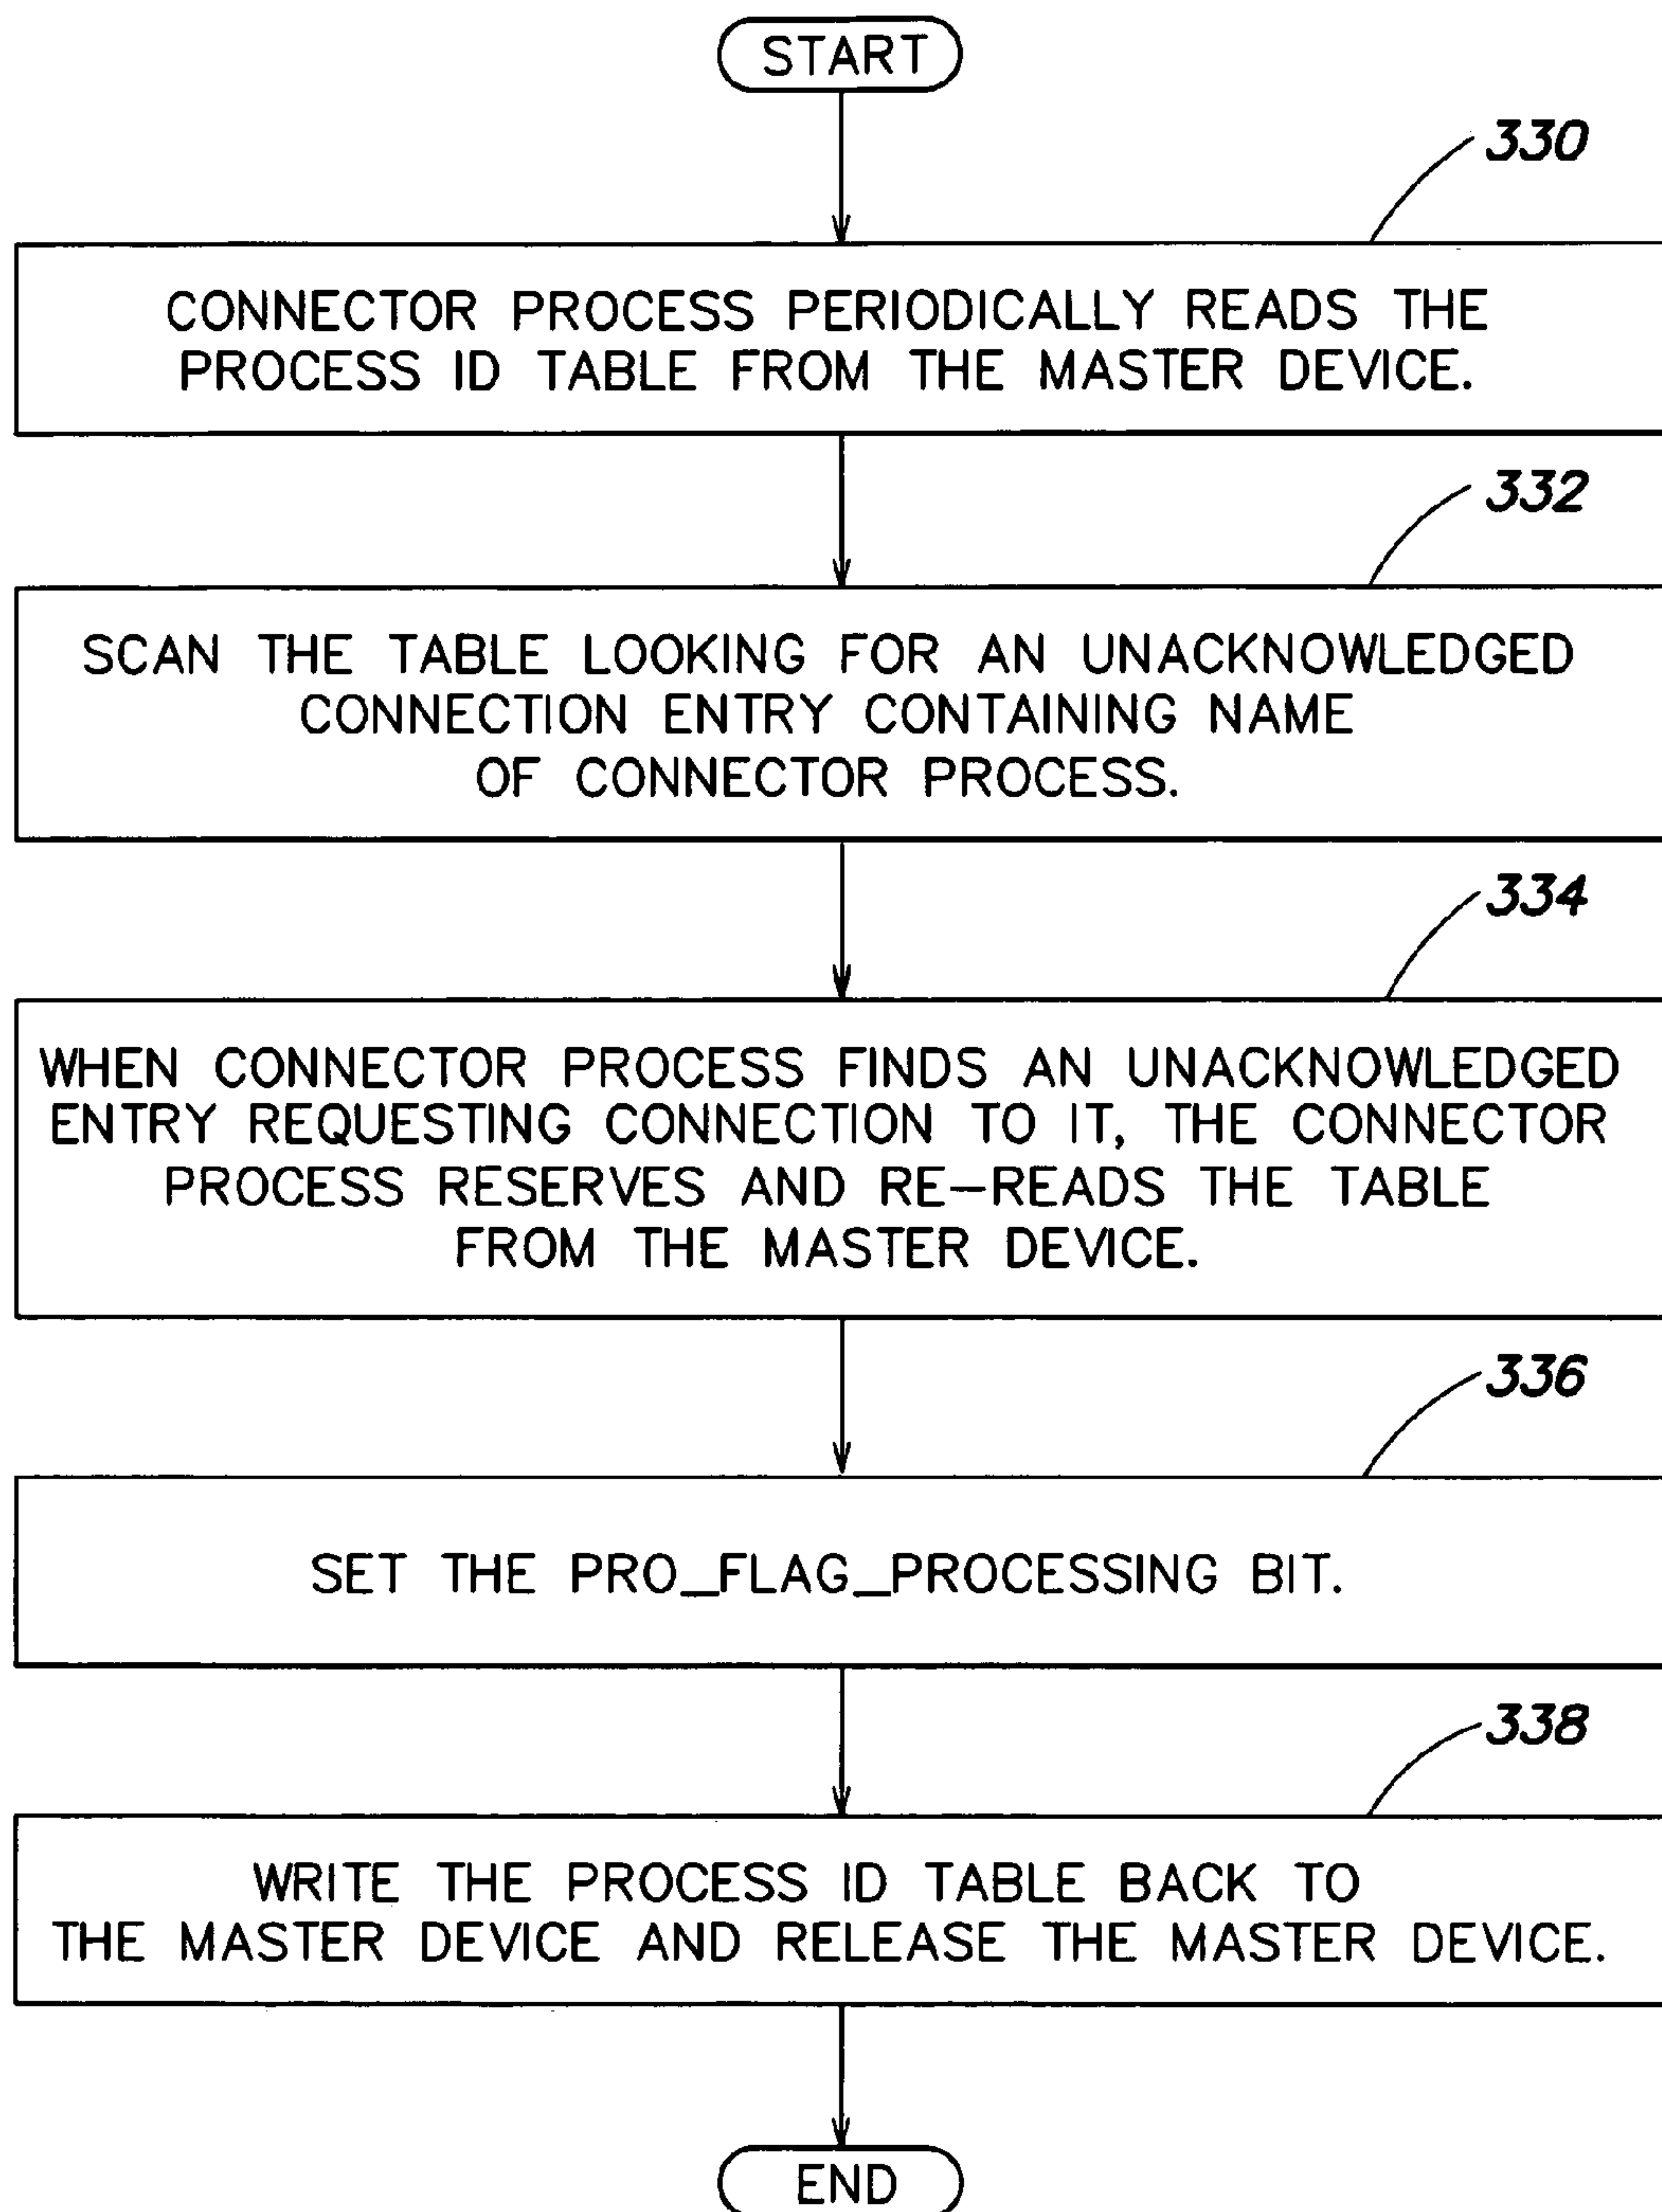 START
330
CONNECTOR PROCESS PERIODICALLY READS THE
PROCESS ID TABLE FROM THE MASTER DEVICE.
332
SCAN THE TABLE LOOKING FOR AN UNACKNOWLEDGED
CONNECTION ENTRY CONTAINING NAME
OF CONNECTOR PROCESS.
334
WHEN CONNECTOR PROCESS FINDS AN UNACKNOWLEDGED
ENTRY REQUESTING CONNECTION TO IT, THE CONNECTOR
PROCESS RESERVES AND RE-READS THE TABLE
FROM THE MASTER DEVICE.
336
SET THE PRO_FLAG_PROCESSING BIT.
338
WRITE THE PROCESS ID TABLE BACK TO
THE MASTER DEVICE AND RELEASE THE MASTER DEVICE.
END